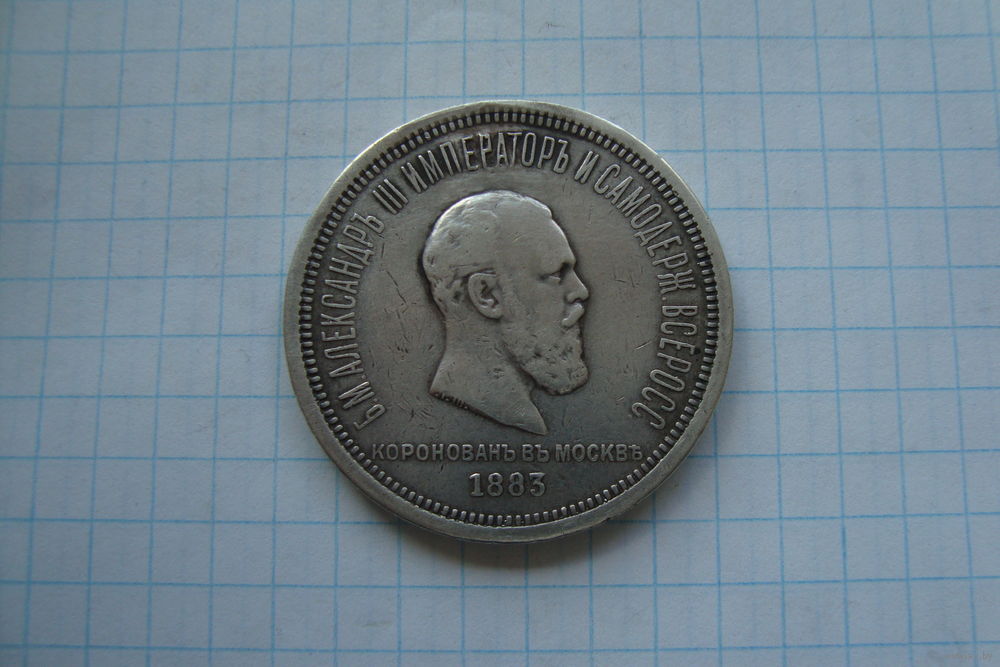 Б.М.АЛЕКСАНДРЪ III ИМПЕРАТОРЪ И САМОДЕРЖ. ВСЕРОСС.
КОРОНОВАНЪ ВЪ МОСКВѢ
1883